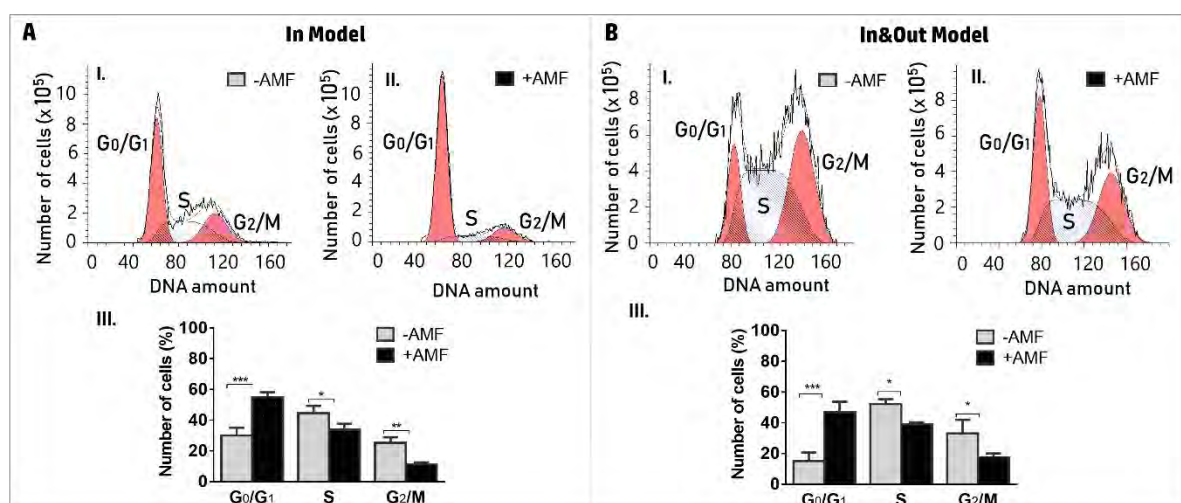 A
In Model
I.
-AMF
Number of cells (x 10⁵)
10
8
6
4
2
0
G₀/G₁
S
G₂/M
0 40 80 120 160
DNA amount
II.
+AMF
Number of cells (x 10⁵)
10
8
6
4
2
0
G₀/G₁
S
G₂/M
0 40 80 120 160
DNA amount
III.
Number of cells (%)
100
80
60
40
20
0
-AMF
+AMF
***
*
**
G₀/G₁ S G₂/M
B
In&Out Model
I.
-AMF
Number of cells (x 10⁵)
8
6
4
2
0
G₀/G₁
S
G₂/M
0 40 80 120 160
DNA amount
II.
+AMF
Number of cells (x 10⁵)
10
8
6
4
2
0
G₀/G₁
S
G₂/M
0 40 80 120 160
DNA amount
III.
Number of cells (%)
100
80
60
40
20
0
-AMF
+AMF
***
*
*
G₀/G₁ S G₂/M